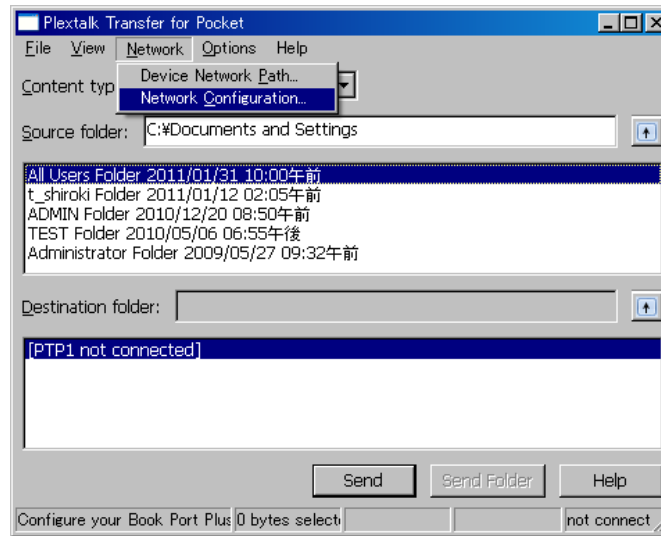 Plextalk Transfer for Pocket
File View Network Options Help
Device Network Path...
Content typ
Network Configuration...
Source folder: C:¥Documents and Settings
All Users Folder 2011/01/31 10:00午前
t_shiroki Folder 2011/01/12 02:05午前
ADMIN Folder 2010/12/20 08:50午前
TEST Folder 2010/05/06 06:55午後
Administrator Folder 2009/05/27 09:32午前
Destination folder:
[PTP1 not connected]
Send Send Folder Help
Configure your Book Port Plus 0 bytes select not connect